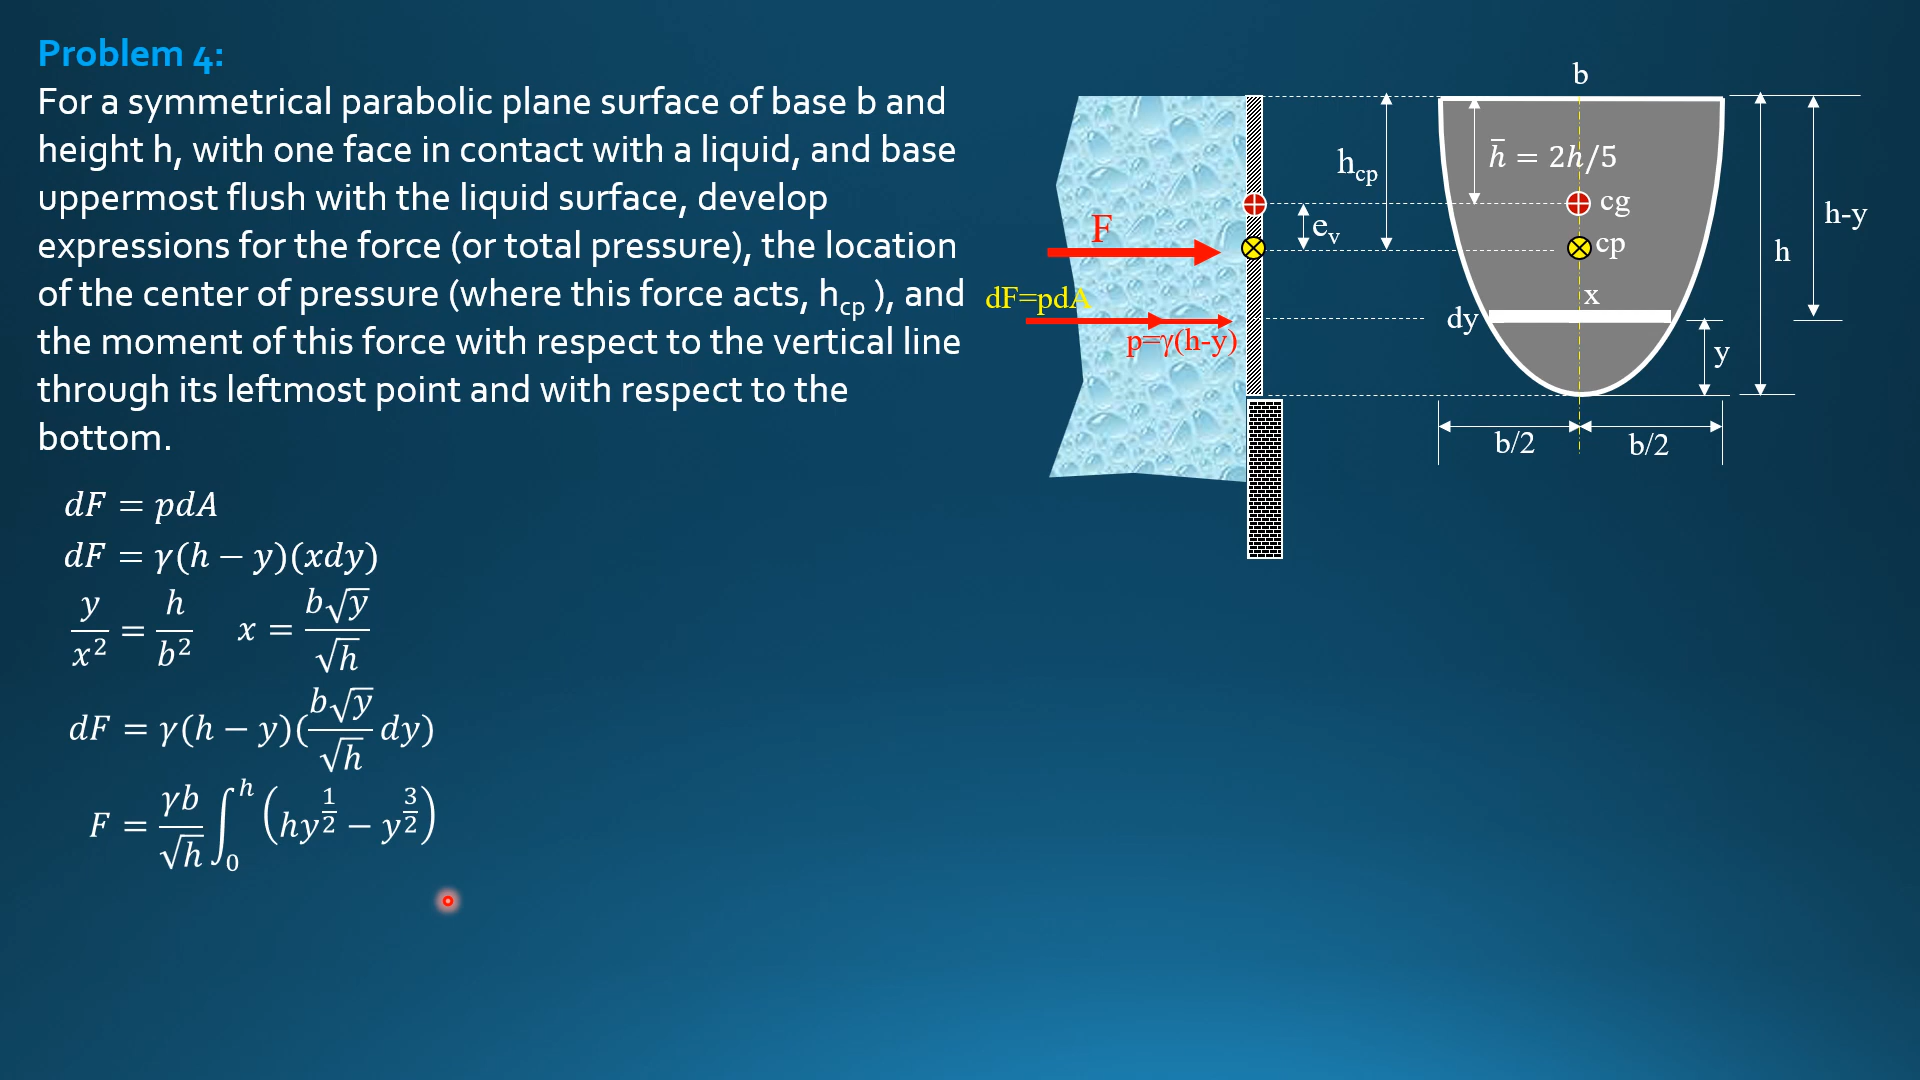 Problem 4:
For a symmetrical parabolic plane surface of base b and
height h, with one face in contact with a liquid, and base
uppermost flush with the liquid surface, develop
expressions for the force (or total pressure), the location
of the center of pressure (where this force acts, h_cp ), and
the moment of this force with respect to the vertical line
through its leftmost point and with respect to the
bottom.
dF = pdA
dF = γ(h − y)(xdy)
y/x² = h/b²    x = b√y/√h
dF = γ(h − y)(b√y/√h dy)
F = γb/√h ∫₀ʰ (hy^(1/2) − y^(3/2))
b
h̄ = 2h/5
h_cp
cg
h-y
F
e_v
cp
h
dF=pdA
x
dy
p=γ(h-y)
y
b/2
b/2